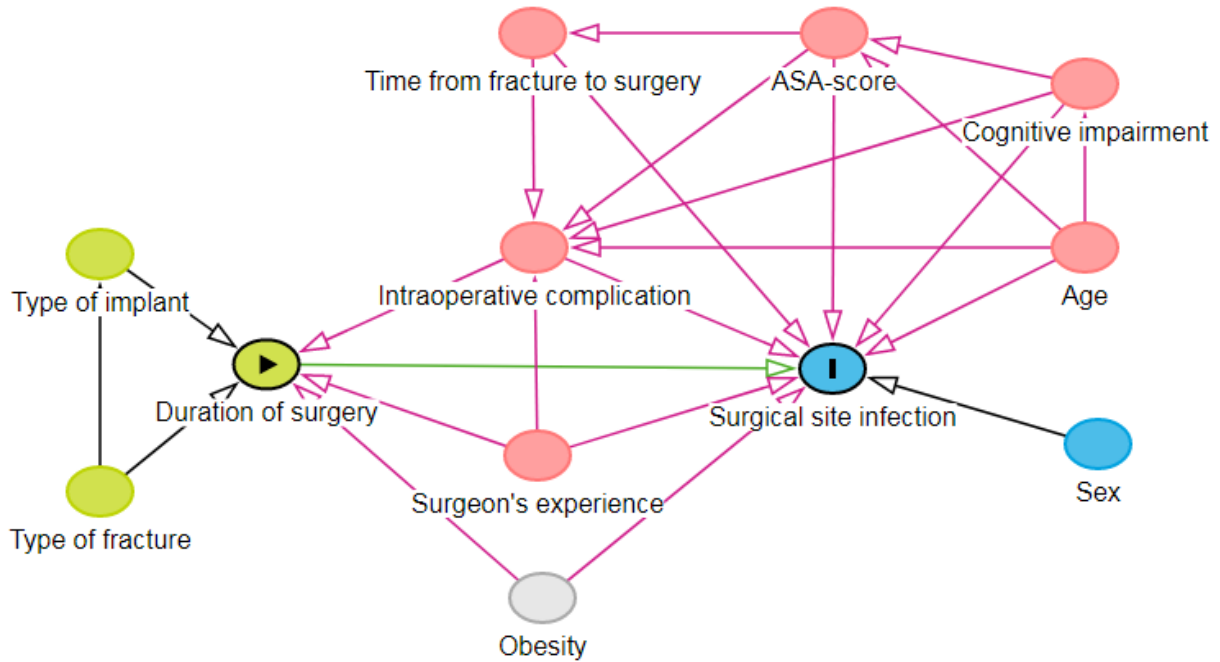 Time from fracture to surgery
ASA-score
Cognitive impairment
Type of implant
Intraoperative complication
Age
Duration of surgery
Surgical site infection
Surgeon's experience
Sex
Type of fracture
Obesity